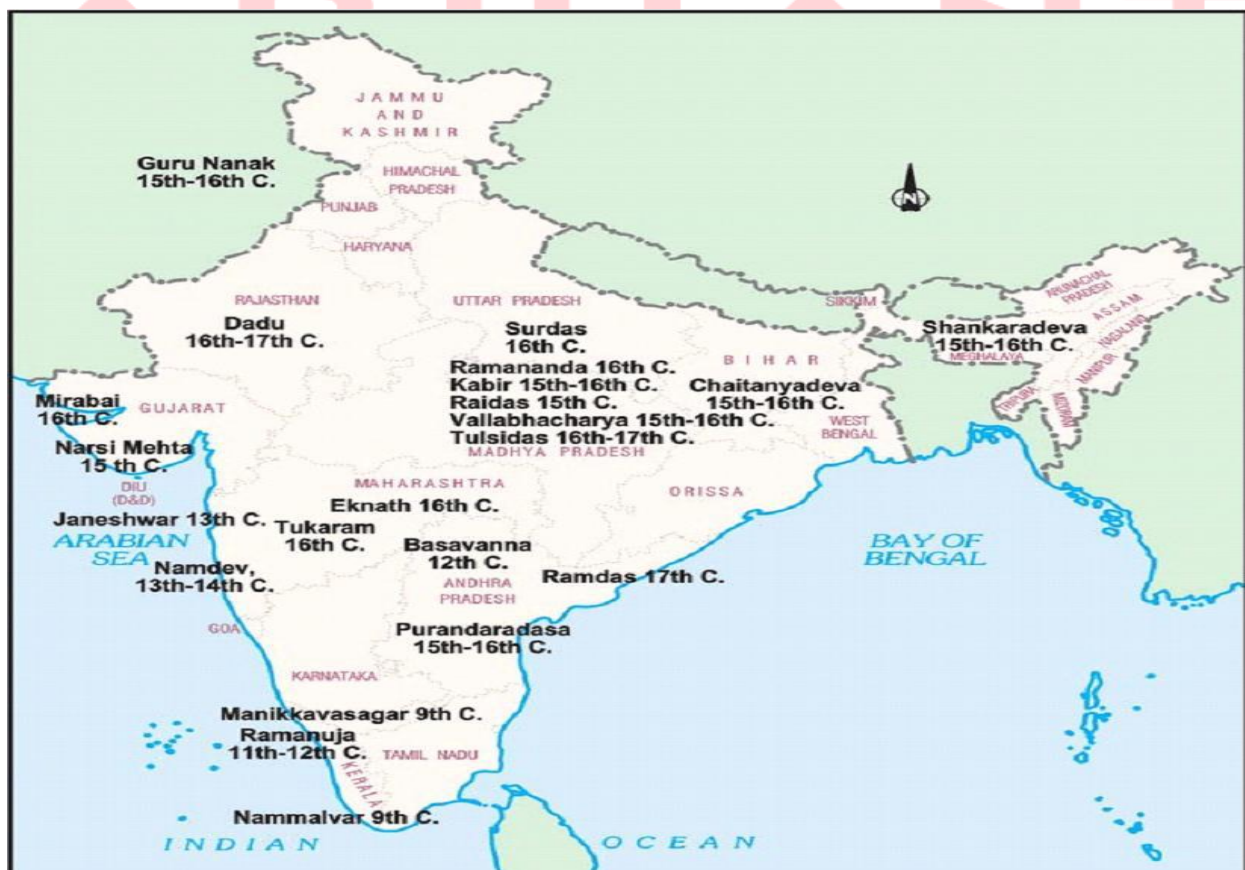 JAMMU
AND
KASHMIR
Guru Nanak
15th-16th C.
HIMACHAL
PRADESH
N
PUNJAB
HARYANA
RAJASTHAN
UTTAR PRADESH
SIKKIM
ARUNACHAL
PRADESH
ASSAM
NAGALAND
Dadu
16th-17th C.
Surdas
16th C.
Shankaradeva
15th-16th C.
MEGHALAYA
MANIPUR
BIHAR
Ramananda 16th C.
Kabir 15th-16th C.
Raidas 15th C.
Vallabhacharya 15th-16th C.
Tulsidas 16th-17th C.
Chaitanyadeva
15th-16th C.
TRIPURA
MIZORAM
Mirabai
16th C.
GUJARAT
WEST
BENGAL
Narsi Mehta
15 th C.
MADHYA PRADESH
DIU
(D&D)
MAHARASHTRA
ORISSA
Eknath 16th C.
Janeshwar 13th C.
Tukaram
16th C.
ARABIAN
SEA
BAY OF
BENGAL
Basavanna
12th C.
Namdev,
13th-14th C.
Ramdas 17th C.
ANDHRA
PRADESH
GOA
Purandaradasa
15th-16th C.
KARNATAKA
Manikkavasagar 9th C.
Ramanuja
11th-12th C.
TAMIL NADU
KERALA
Nammalvar 9th C.
INDIAN OCEAN